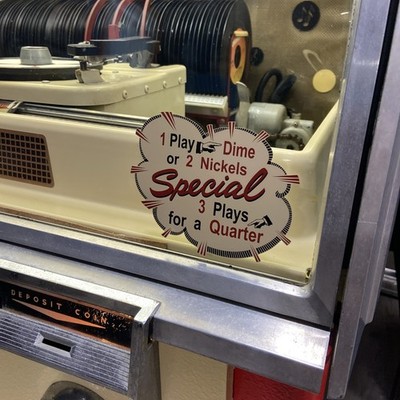 1 Play Dime
or 2 Nickels
Special
3 Plays
for a Quarter
DEPOSIT COIN